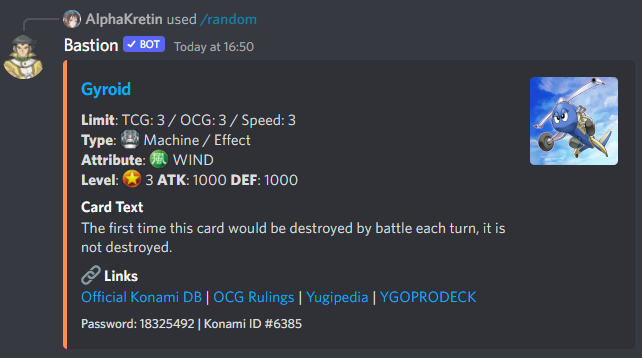 AlphaKretin used /random
Bastion ✓ BOT Today at 16:50
Gyroid
Limit: TCG: 3 / OCG: 3 / Speed: 3
Type: Machine / Effect
Attribute: 風 WIND
Level: 3 ATK: 1000 DEF: 1000
Card Text
The first time this card would be destroyed by battle each turn, it is
not destroyed.
Links
Official Konami DB | OCG Rulings | Yugipedia | YGOPRODECK
Password: 18325492 | Konami ID #6385